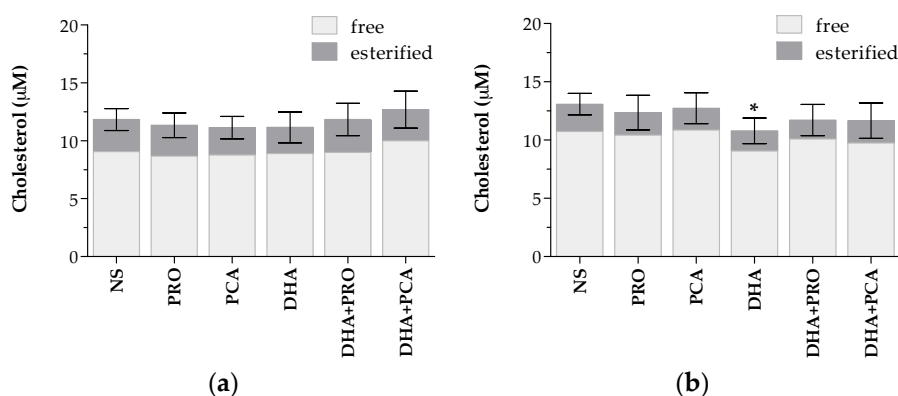 free
esterified
Cholesterol (μM)
20
15
10
5
0
NS
PRO
PCA
DHA
DHA+PRO
DHA+PCA
(a)
free
esterified
Cholesterol (μM)
20
15
10
5
0
*
NS
PRO
PCA
DHA
DHA+PRO
DHA+PCA
(b)